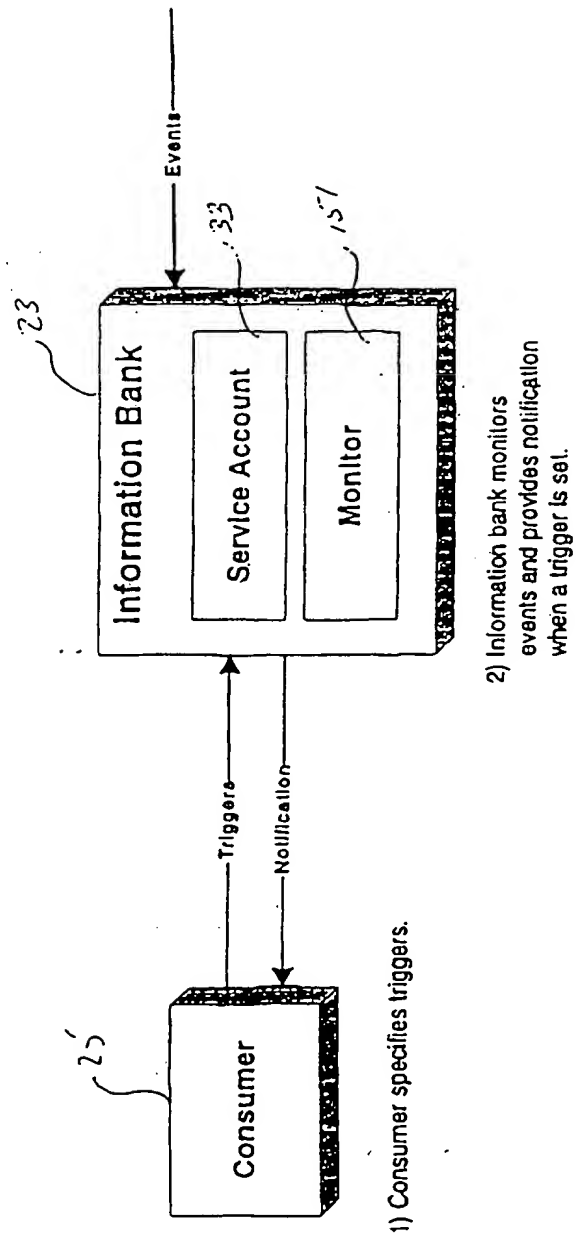 25
Consumer
1) Consumer specifies triggers.
Triggers
Notification
23
Information Bank
Service Account
33
Monitor
157
2) Information bank monitors
events and provides notification
when a trigger is set.
Events